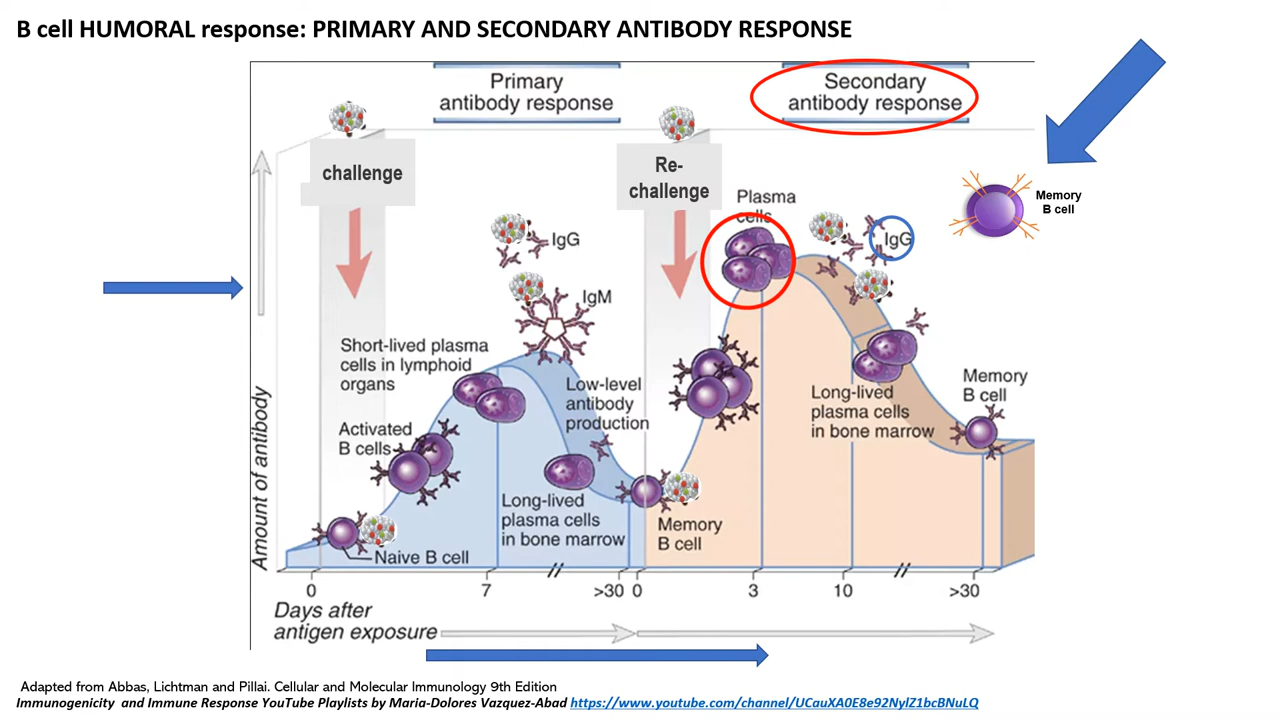 B cell HUMORAL response: PRIMARY AND SECONDARY ANTIBODY RESPONSE
Primary
antibody response
Secondary
antibody response
challenge
Re-
challenge
Memory
B cell
Plasma
cells
IgG
IgG
IgM
Short-lived plasma
cells in lymphoid
organs
Low-level
antibody
production
Activated
B cells
Long-lived
plasma cells
in bone marrow
Memory
B cell
Long-lived
plasma cells
in bone marrow
Memory
B cell
Naive B cell
Amount of antibody
0
7
>30
0
3
10
>30
Days after
antigen exposure
Adapted from Abbas, Lichtman and Pillai. Cellular and Molecular Immunology 9th Edition
Immunogenicity and Immune Response YouTube Playlists by Maria-Dolores Vazquez-Abad https://www.youtube.com/channel/UCauXA0E8e92NylZ1bcBNuLQ